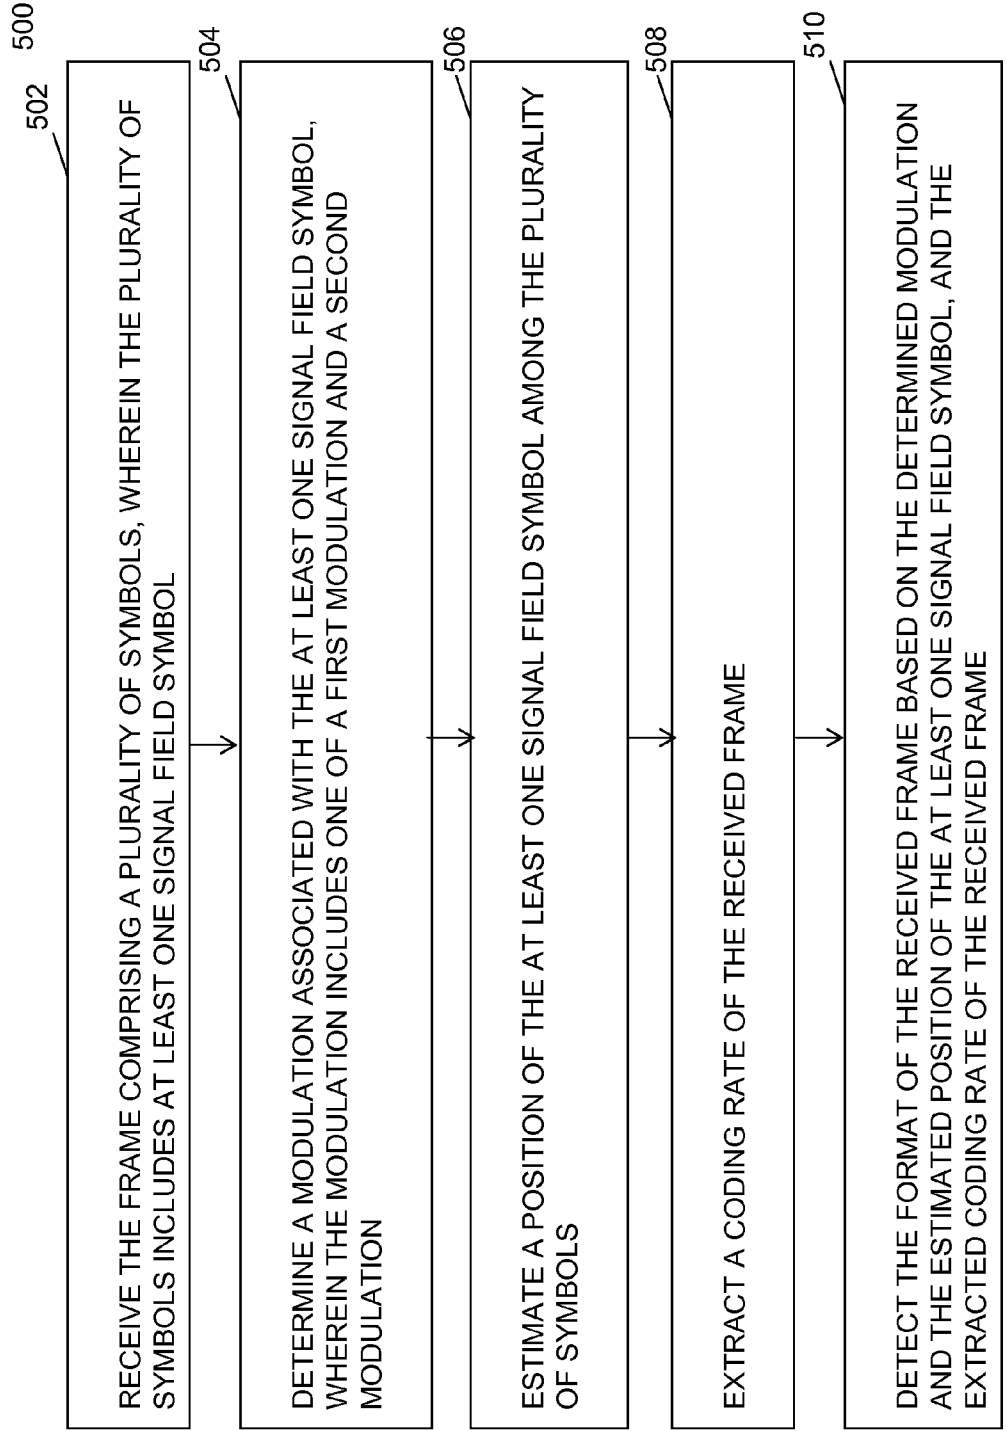 500
502
RECEIVE THE FRAME COMPRISING A PLURALITY OF SYMBOLS, WHEREIN THE PLURALITY OF
SYMBOLS INCLUDES AT LEAST ONE SIGNAL FIELD SYMBOL
504
DETERMINE A MODULATION ASSOCIATED WITH THE AT LEAST ONE SIGNAL FIELD SYMBOL,
WHEREIN THE MODULATION INCLUDES ONE OF A FIRST MODULATION AND A SECOND
MODULATION
506
ESTIMATE A POSITION OF THE AT LEAST ONE SIGNAL FIELD SYMBOL AMONG THE PLURALITY
OF SYMBOLS
508
EXTRACT A CODING RATE OF THE RECEIVED FRAME
510
DETECT THE FORMAT OF THE RECEIVED FRAME BASED ON THE DETERMINED MODULATION
AND THE ESTIMATED POSITION OF THE AT LEAST ONE SIGNAL FIELD SYMBOL, AND THE
EXTRACTED CODING RATE OF THE RECEIVED FRAME